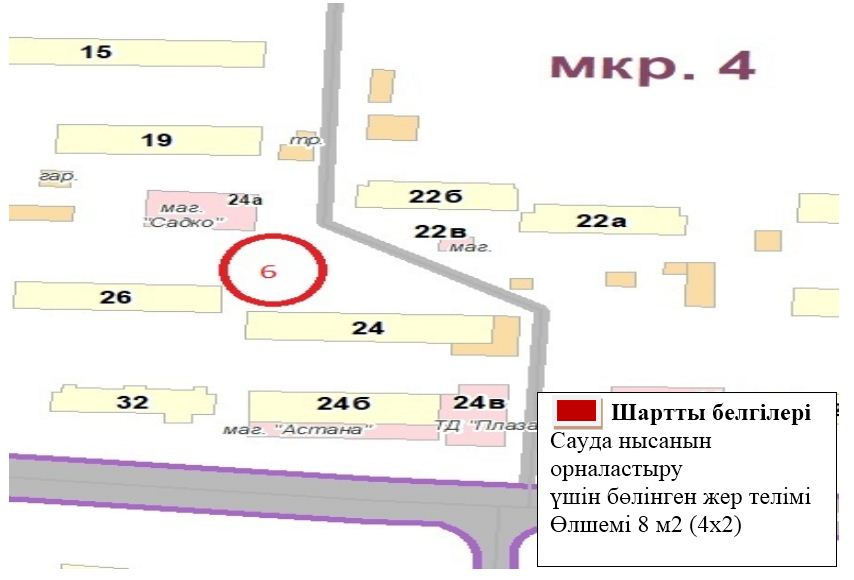 15
мкр. 4
19
тр.
гар.
24а
маг.
"Садко"
22б
22а
22в
маг.
6
26
24
32
24б
24в
маг. "Астана"
ТД "Плаза
Шартты белгілері
Сауда нысанын
орналастыру
үшін бөлінген жер телімі
Өлшемі 8 м2 (4х2)